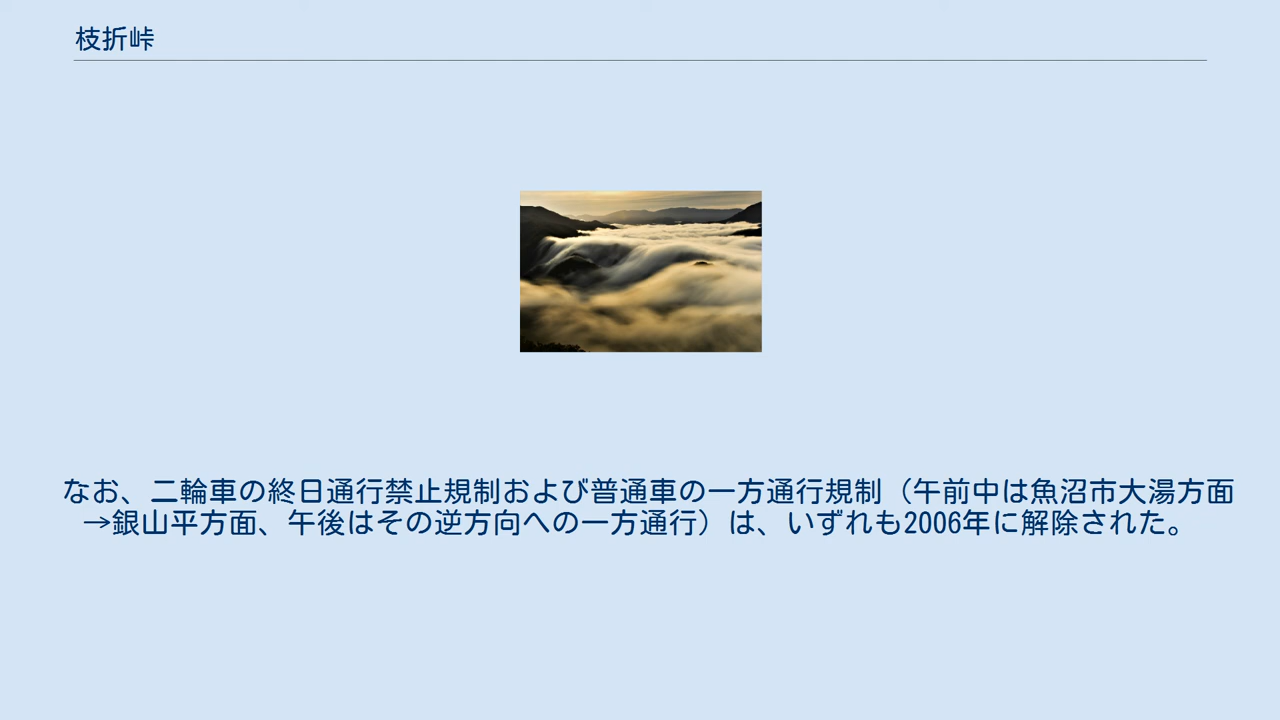 枝折峠
なお、二輪車の終日通行禁止規制および普通車の一方通行規制（午前中は魚沼市大湯方面
→銀山平方面、午後はその逆方向への一方通行）は、いずれも2006年に解除された。